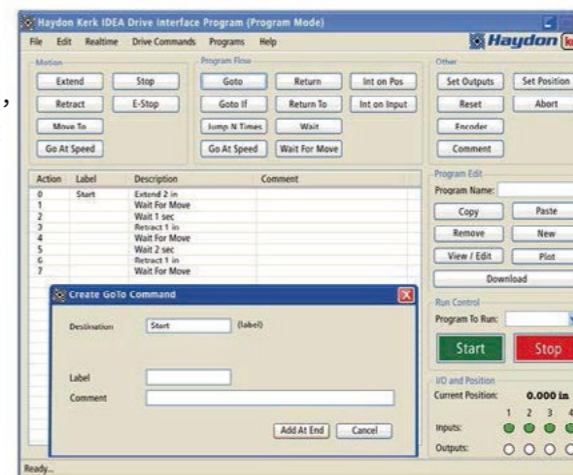 Haydon Kerk IDEA Drive Interface Program (Program Mode)
File Edit Realtime Drive Commands Programs Help
Haydon
Motion
Extend Stop
Retract E-Stop
Move To
Go At Speed
Program Flow
Goto Return Int on Pos
Goto If Return To Int on Input
Jump N Times Wait
Go At Speed Wait For Move
Other
Set Outputs Set Position
Reset Abort
Encoder
Comment
Action Label Description Comment
0 Start Extend 2 in
1 Wait For Move
2 Wait 1 sec
3 Retract 1 in
4 Wait For Move
5 Wait 2 sec
6 Retract 1 in
7 Wait For Move
Program Edit
Program Name:
Copy Paste
Remove New
View / Edit Plot
Download
Create GoTo Command
Destination Start (label)
Label
Comment
Add At End Cancel
Run Control
Program To Run:
Start Stop
I/O and Position
Current Position: 0.000 in
1 2 3 4
Inputs:
Outputs:
Ready...